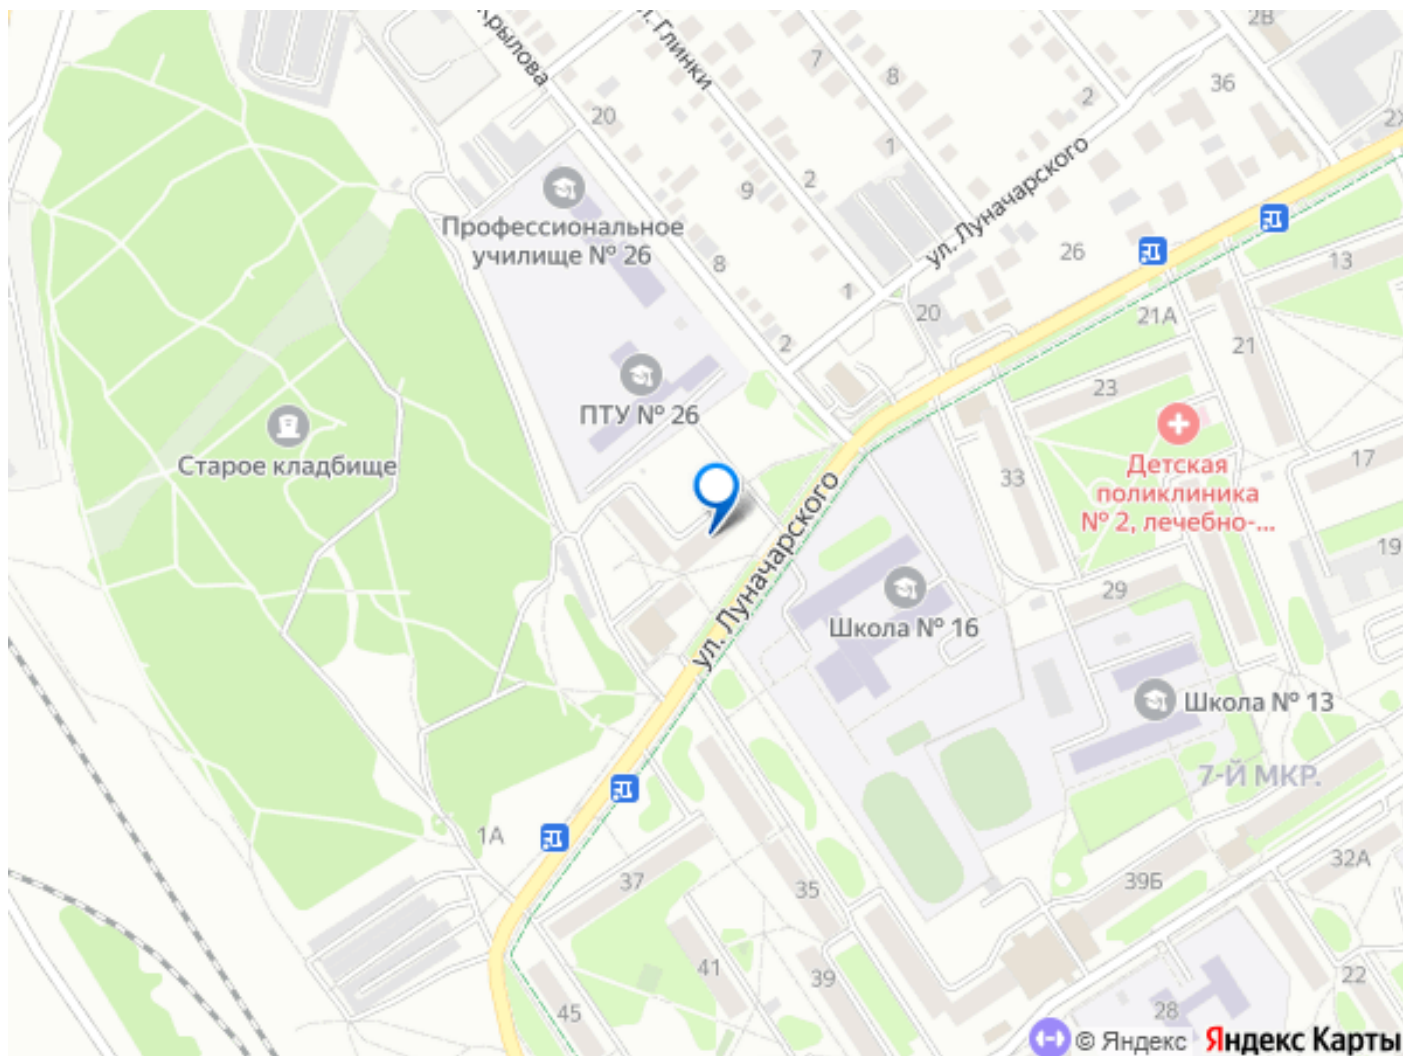 2В
Крылова
л. Глинки
7
8
36
2
20
2Х
1
ул. Луначарского
9
2
Профессиональное
училище № 26
8
26
13
1
20
21А
21
2
ПТУ № 26
23
Старое кладбище
Детская
поликлиника
№ 2, лечебно-...
17
33
ул. Луначарского
19
29
Школа № 16
Школа № 13
7-Й МКР.
1А
32А
37
35
39Б
41
39
22
45
28
© Яндекс Яндекс Карты